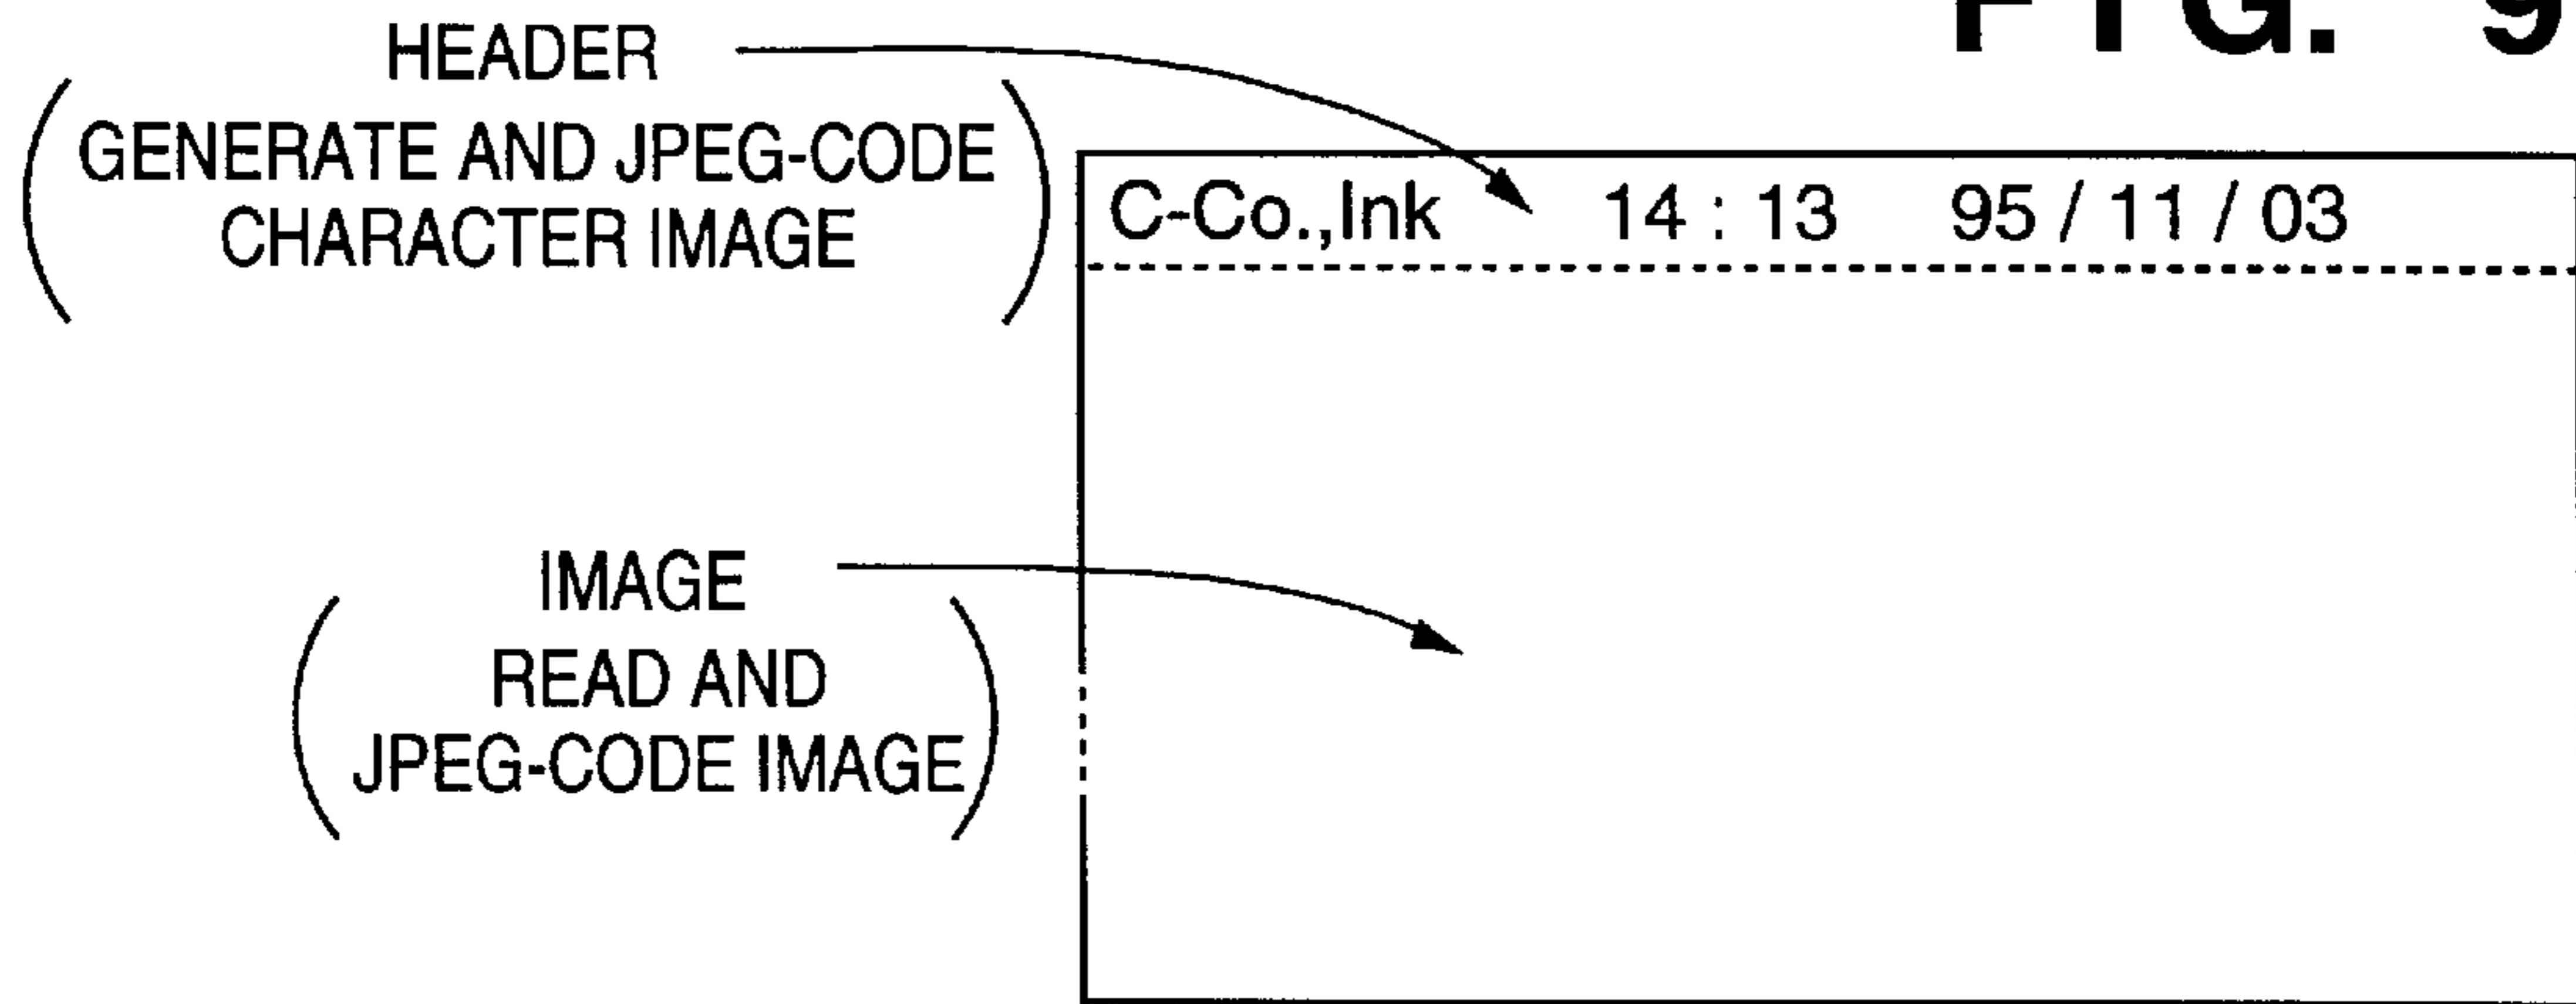 FIG. 9
HEADER
GENERATE AND JPEG-CODE
CHARACTER IMAGE
C-Co.,Ink 14 : 13 95 / 11 / 03
IMAGE
READ AND
JPEG-CODE IMAGE